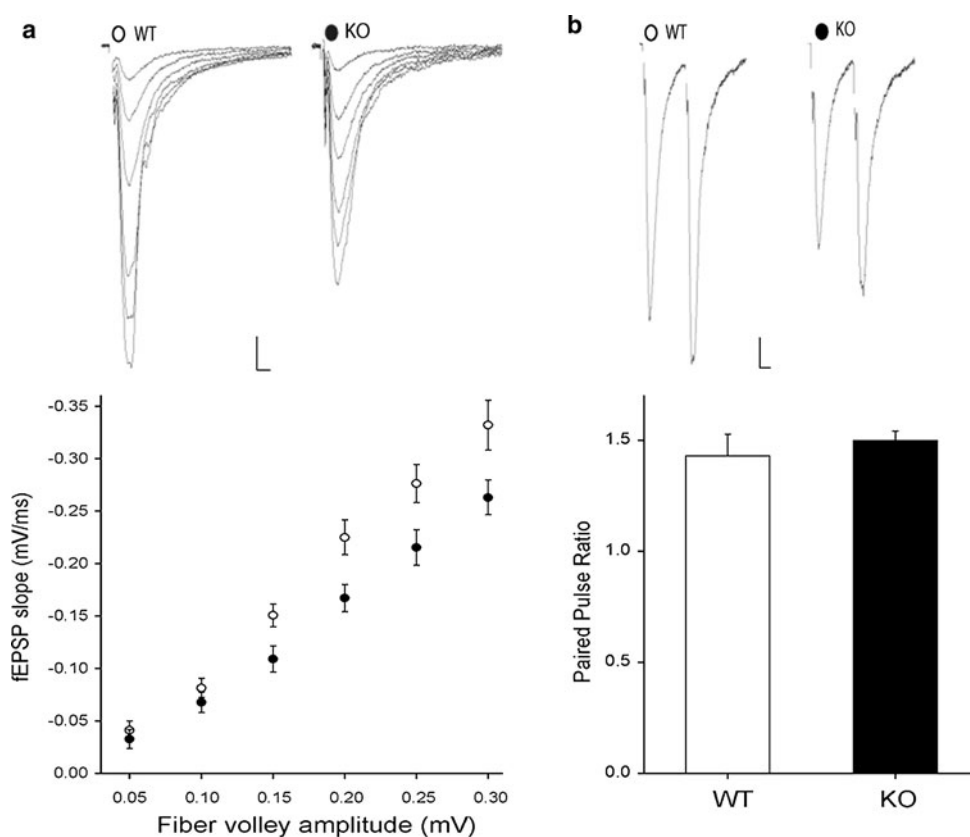 a
WT
KO
b
WT
KO
fEPSP slope (mV/ms)
-0.35
-0.30
-0.25
-0.20
-0.15
-0.10
-0.05
0.00
0.05 0.10 0.15 0.20 0.25 0.30
Fiber volley amplitude (mV)
Paired Pulse Ratio
1.5
1.0
0.5
0.0
WT KO